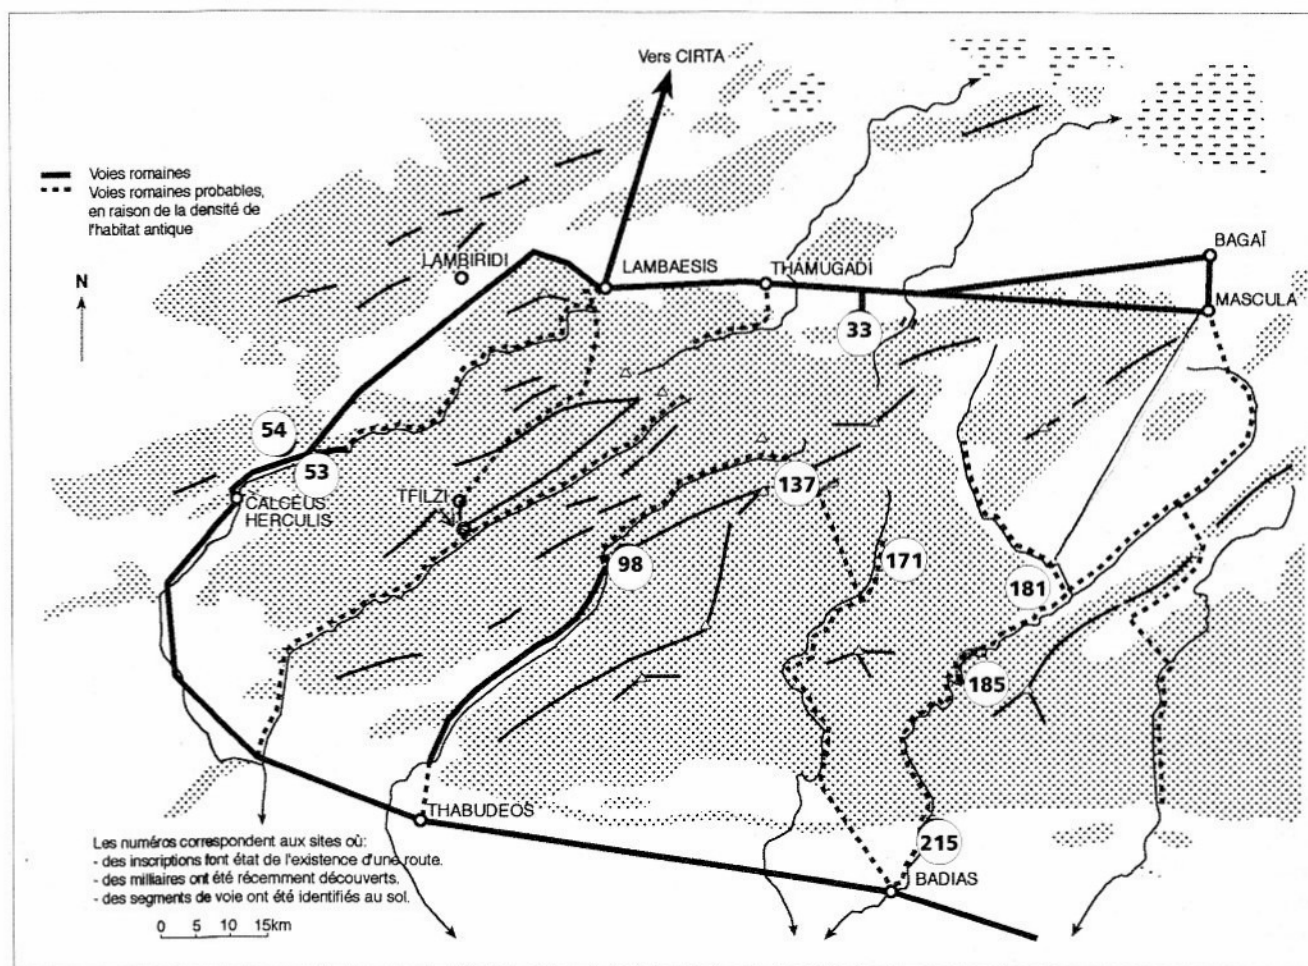 Vers CIRTA
Voies romaines
Voies romaines probables,
en raison de la densité de
l'habitat antique
N
LAMBIRIDI
LAMBAESIS
THAMUGADI
BAGAÏ
MASCULA
33
54
53
CALCEUS
HERCULIS
TFILZI
137
98
171
181
185
THABUDEOS
215
BADIAS
Les numéros correspondent aux sites où:
- des inscriptions font état de l'existence d'une route.
- des milliaires ont été récemment découverts.
- des segments de voie ont été identifiés au sol.
0 5 10 15km